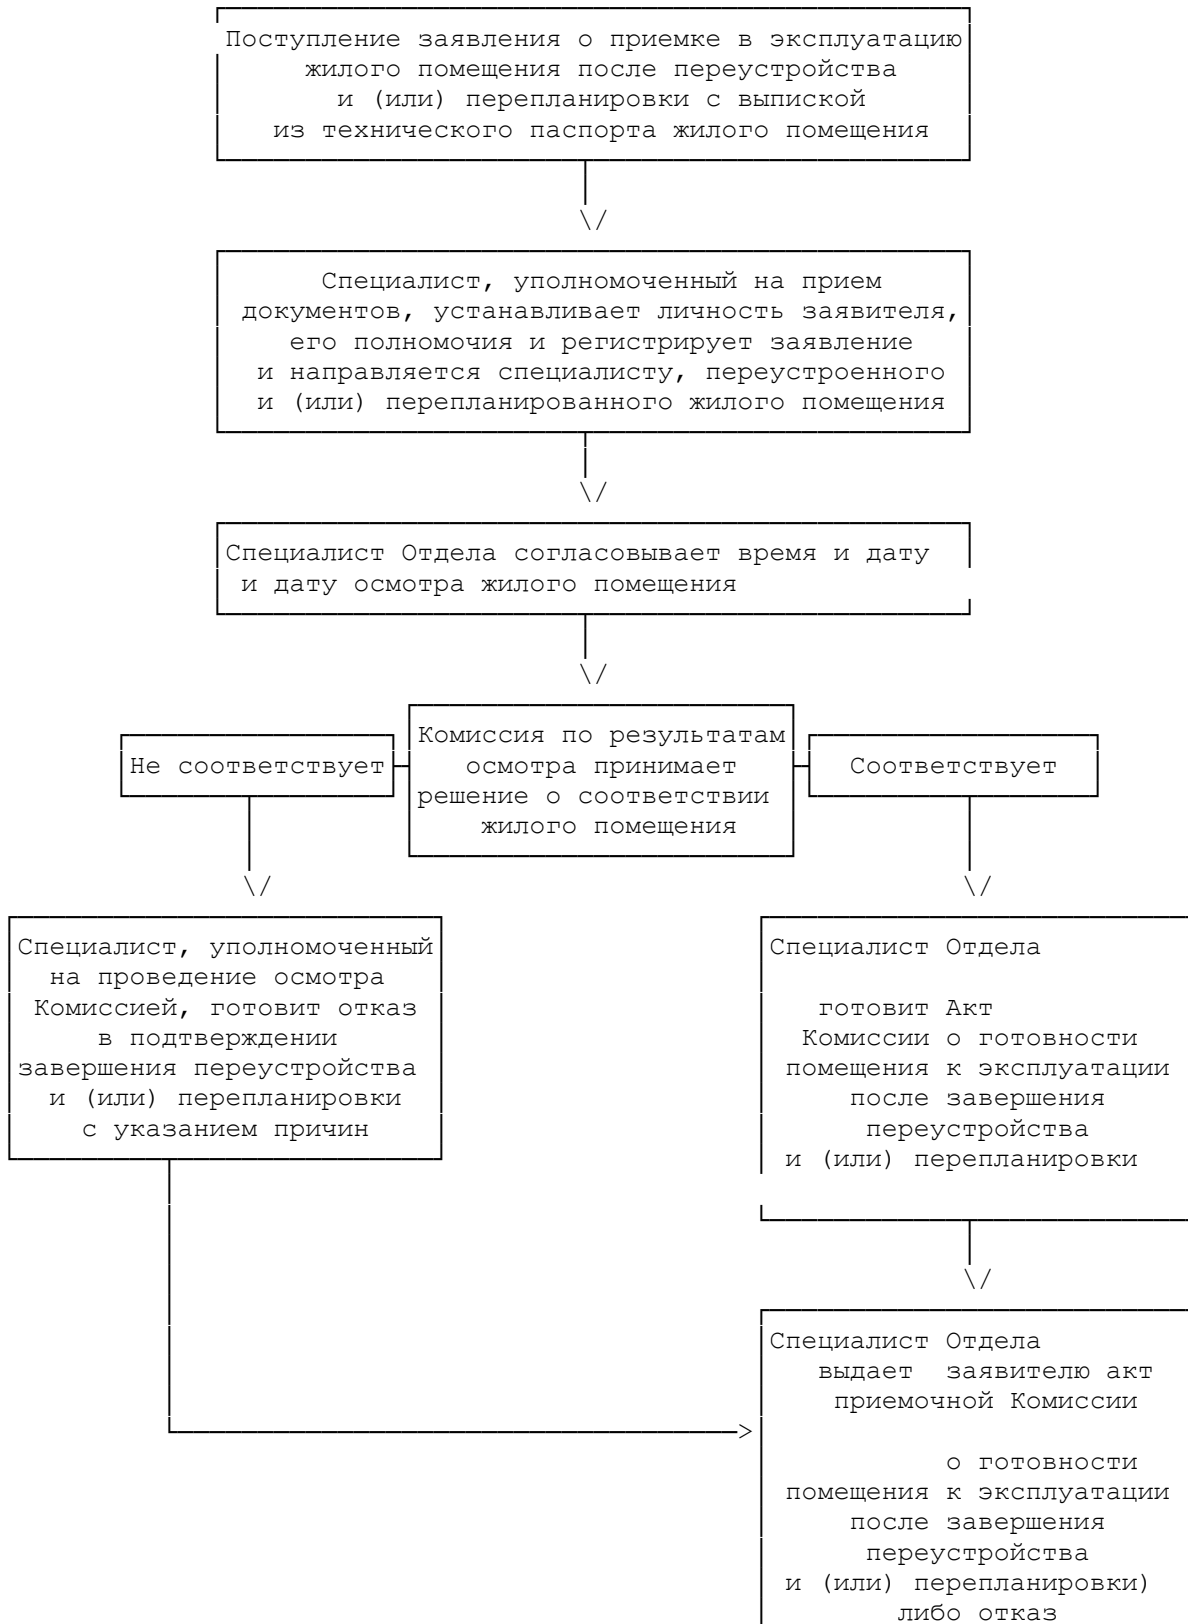 Поступление заявления о приемке в эксплуатацию
жилого помещения после переустройства
и (или) перепланировки с выпиской
из технического паспорта жилого помещения
\/
Специалист, уполномоченный на прием
документов, устанавливает личность заявителя,
его полномочия и регистрирует заявление
и направляется специалисту, переустроенного
и (или) перепланированного жилого помещения
\/
Специалист Отдела согласовывает время и дату
и дату осмотра жилого помещения
\/
Комиссия по результатам
осмотра принимает
решение о соответствии
жилого помещения
Не соответствует
Соответствует
\/
\/
Специалист, уполномоченный
на проведение осмотра
Комиссией, готовит отказ
в подтверждении
завершения переустройства
и (или) перепланировки
с указанием причин
Специалист Отдела
готовит Акт
Комиссии о готовности
помещения к эксплуатации
после завершения
переустройства
и (или) перепланировки
\/
>
Специалист Отдела
выдает заявителю акт
приемочной Комиссии
о готовности
помещения к эксплуатации
после завершения
переустройства
и (или) перепланировки)
либо отказ